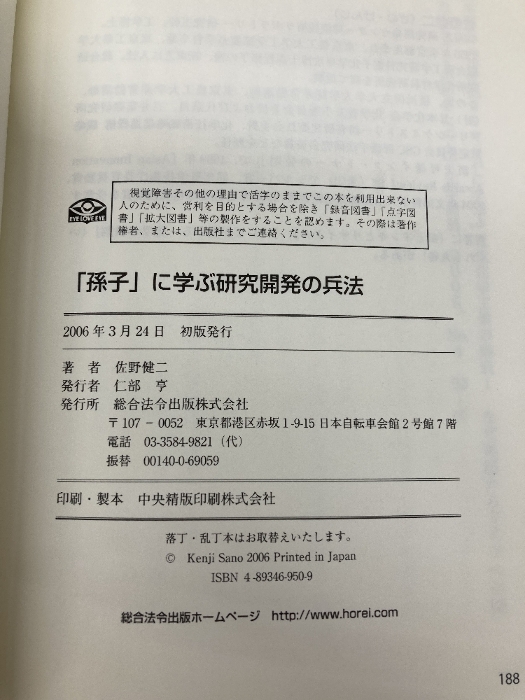 視覚障害その他の理由で活字のままでこの本を利用出来ない
人のために、営利を目的とする場合を除き「録音図書」「点字図
書」「拡大図書」等の製作をすることを認めます。その際は著作
権者、または、出版社までご連絡ください。
EYE LOVE EYE
「孫子」に学ぶ研究開発の兵法
2006年3月24日 初版発行
著 者 佐野健二
発行者 仁部 亨
発行所 総合法令出版株式会社
〒107-0052 東京都港区赤坂1-9-15 日本自転車会館2号館7階
電話 03-3584-9821(代)
振替 00140-0-69059
印刷・製本 中央精版印刷株式会社
落丁・乱丁本はお取替えいたします。
© Kenji Sano 2006 Printed in Japan
ISBN 4-89346-950-9
総合法令出版ホームページ http://www.horei.com
188